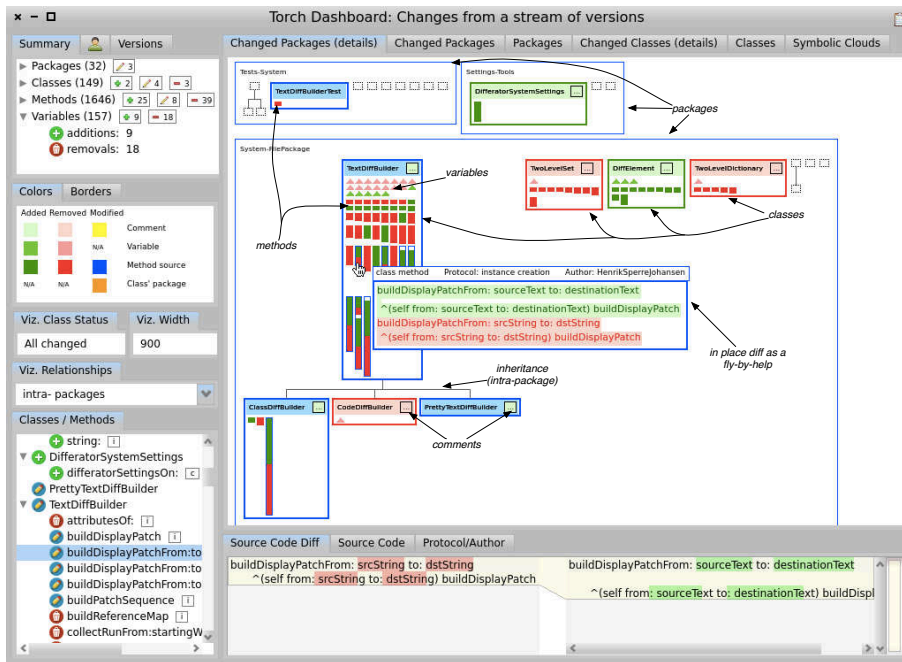 Torch Dashboard: Changes from a stream of versions
Summary Versions
Packages (32) 3
Classes (149) 2 4 3
Methods (1646) 25 8 39
Variables (157) 9 18
additions: 9
removals: 18
Colors Borders
Added Removed Modified
Comment
N/A Variable
Method source
N/A N/A Class' package
Viz. Class Status Viz. Width
All changed 900
Viz. Relationships
intra- packages
Classes / Methods
string: i
DifferatorSystemSettings
differatorSettingsOn: c
PrettyTextDiffBuilder
TextDiffBuilder
attributesOf: i
buildDisplayPatch i
buildDisplayPatchFrom:to
buildDisplayPatchFrom:to
buildDisplayPatchFrom:to
buildPatchSequence i
buildReferenceMap i
collectRunFrom:startingW
Changed Packages (details) Changed Packages Packages Changed Classes (details) Classes Symbolic Clouds
Tests-System Settings-Tools
TextDiffBuilderTest DifferatorSystemSettings ...
packages
System-FilePackage
TextDiffBuilder ... TwoLevelSet ... DiffElement ... TwoLevelDictionary ...
variables
classes
methods
class method Protocol: instance creation Author: HenrikSperreJohansen
buildDisplayPatchFrom: sourceText to: destinationText
^(self from: sourceText to: destinationText) buildDisplayPatch
buildDisplayPatchFrom: srcString to: dstString
^(self from: srcString to: dstString) buildDisplayPatch
in place diff as a
fly-by-help
inheritance
(intra-package)
ClassDiffBuilder ... CodeDiffBuilder ... PrettyTextDiffBuilder ...
comments
Source Code Diff Source Code Protocol/Author
buildDisplayPatchFrom: srcString to: dstString
^(self from: srcString to: dstString) buildDisplayPatch
buildDisplayPatchFrom: sourceText to: destinationText
^(self from: sourceText to: destinationText) buildDispl